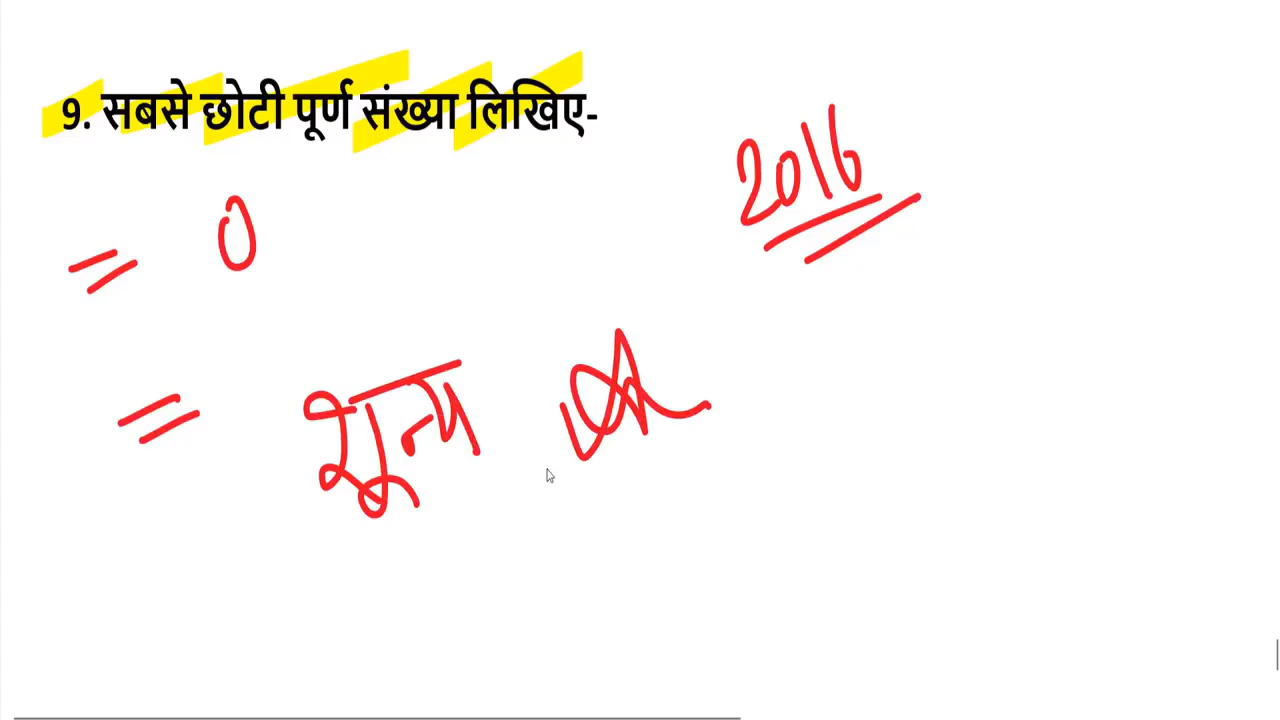 9. सबसे छोटी पूर्ण संख्या लिखिए-
2016
= 0
= शून्य